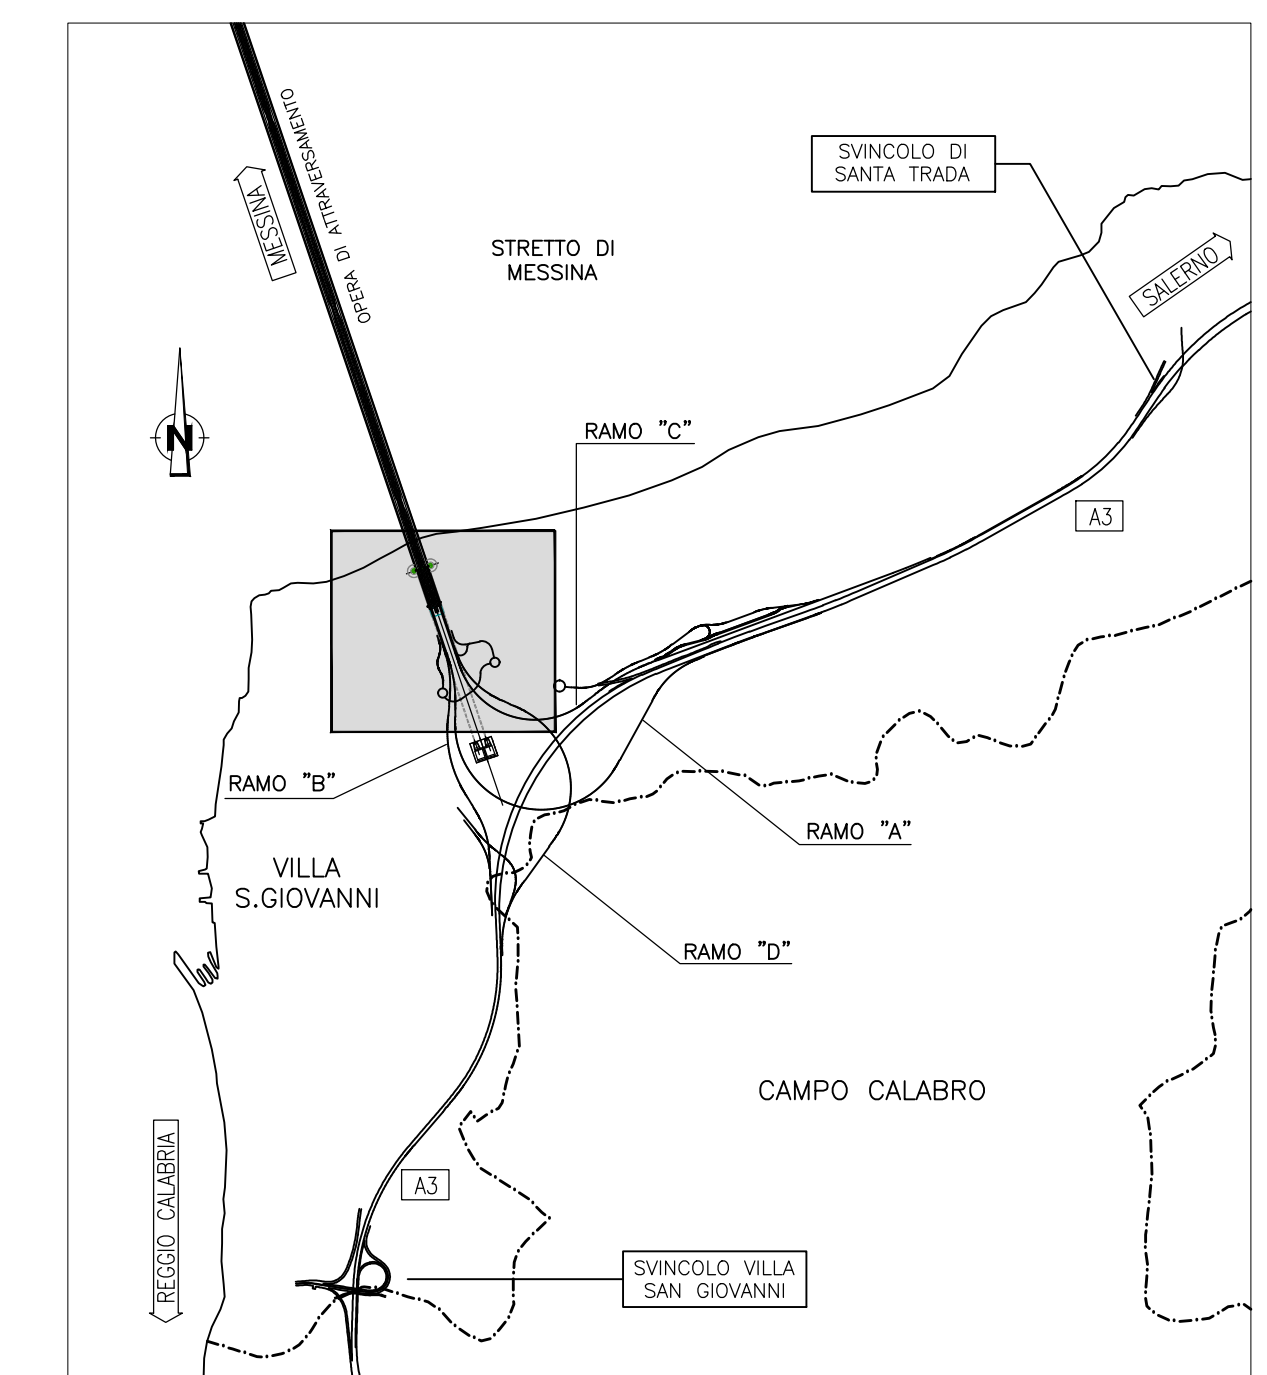 OPERA DI ATTRAVERSAMENTO
MESSINA
SVINCOLO DI
SANTA TRADA
STRETTO DI
MESSINA
SALERNO
N
RAMO "C"
A3
RAMO "B"
RAMO "A"
VILLA
S.GIOVANNI
RAMO "D"
CAMPO CALABRO
REGGIO CALABRIA
A3
SVINCOLO VILLA
SAN GIOVANNI